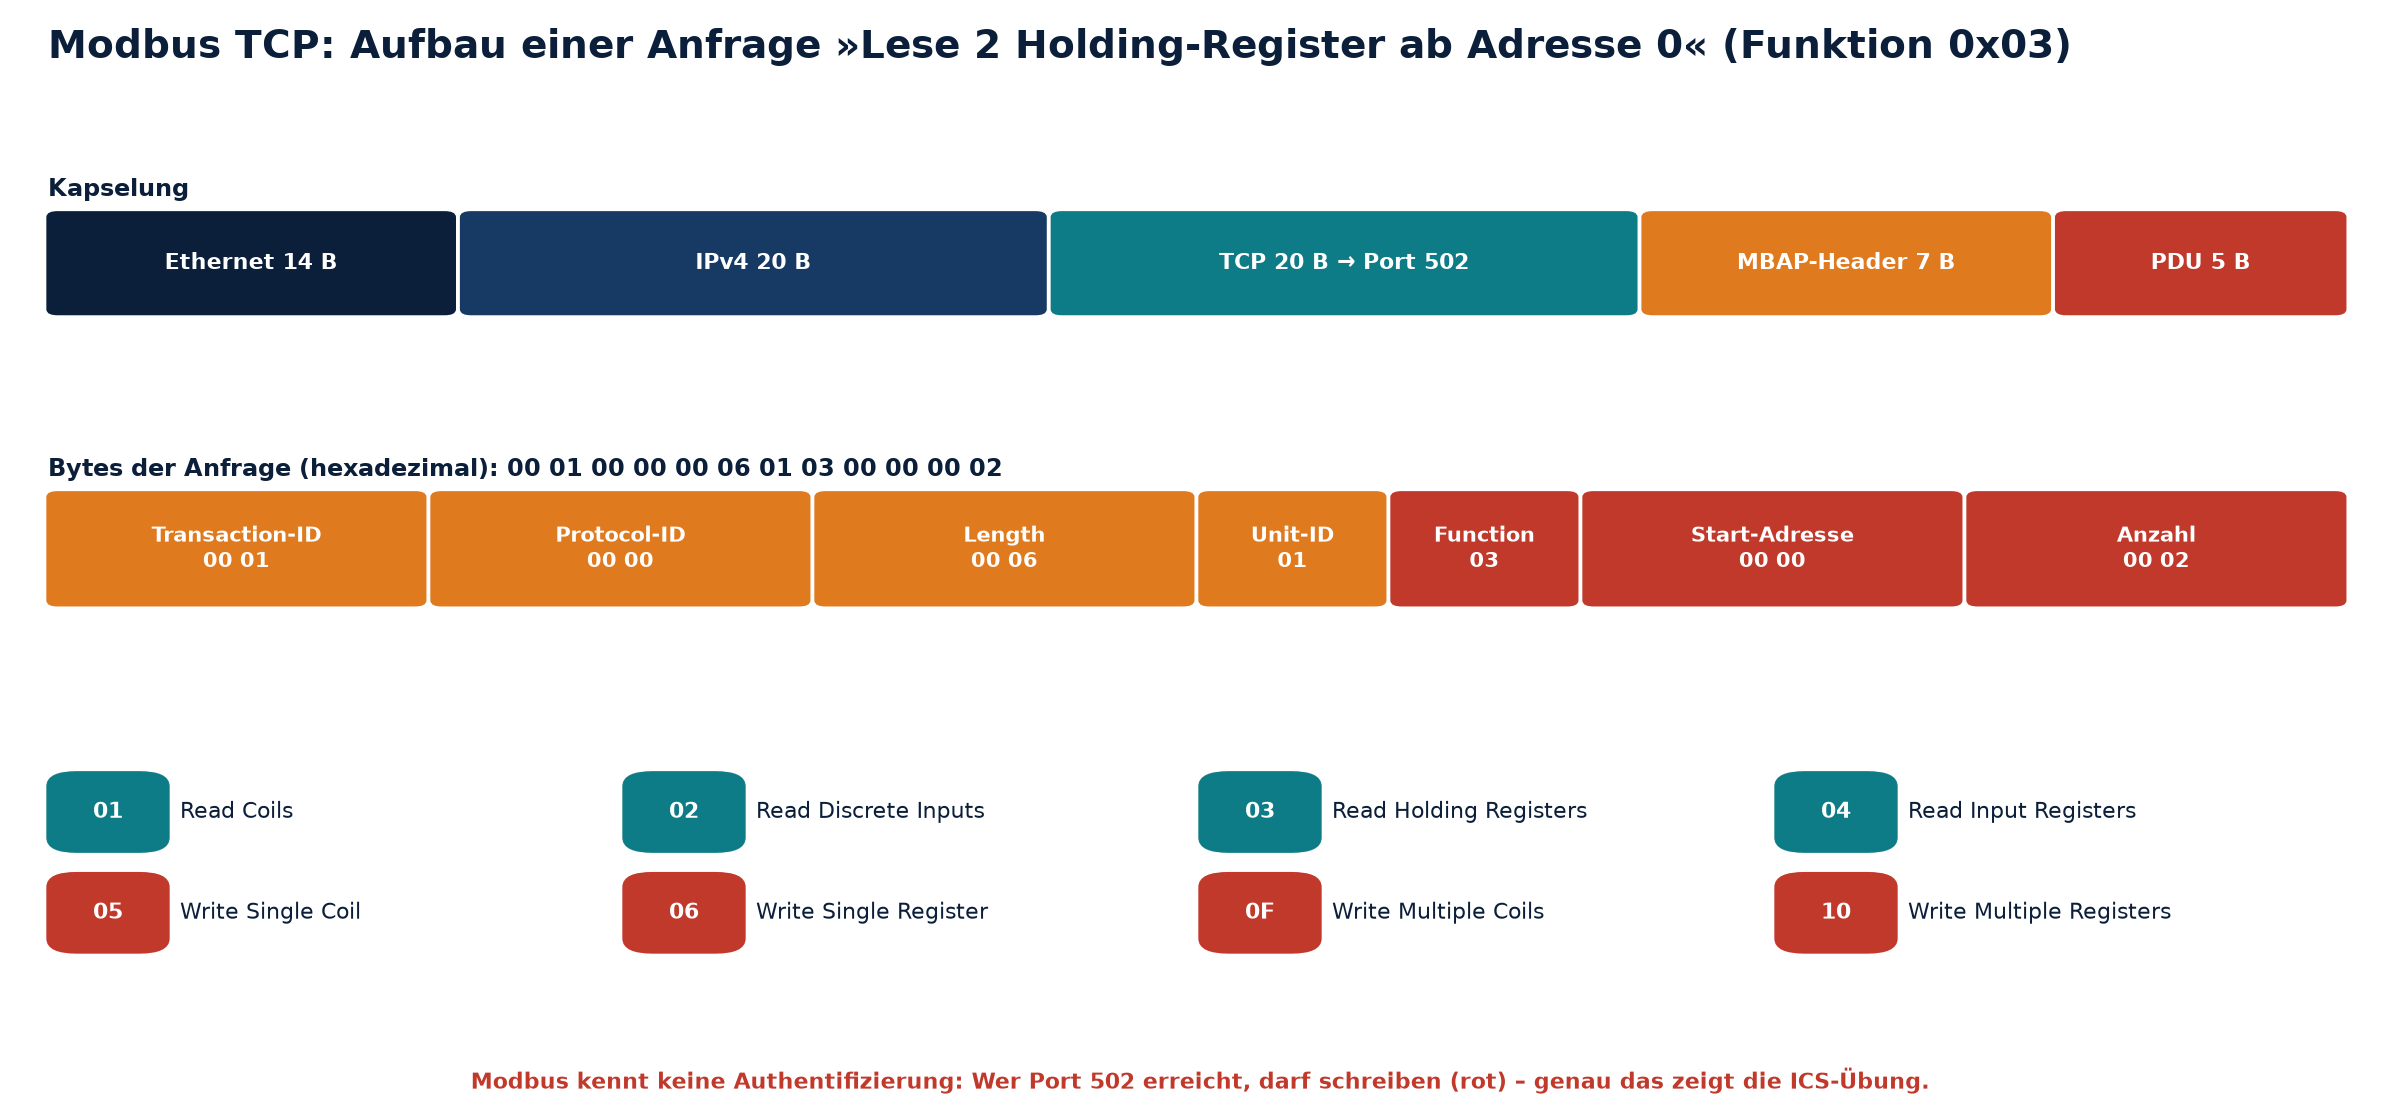 Modbus TCP: Aufbau einer Anfrage »Lese 2 Holding-Register ab Adresse 0« (Funktion 0x03)
Kapselung
Ethernet 14 B
IPv4 20 B
TCP 20 B → Port 502
MBAP-Header 7 B
PDU 5 B
Bytes der Anfrage (hexadezimal): 00 01 00 00 00 06 01 03 00 00 00 02
Transaction-ID
00 01
Protocol-ID
00 00
Length
00 06
Unit-ID
01
Function
03
Start-Adresse
00 00
Anzahl
00 02
01 Read Coils
02 Read Discrete Inputs
03 Read Holding Registers
04 Read Input Registers
05 Write Single Coil
06 Write Single Register
0F Write Multiple Coils
10 Write Multiple Registers
Modbus kennt keine Authentifizierung: Wer Port 502 erreicht, darf schreiben (rot) – genau das zeigt die ICS-Übung.